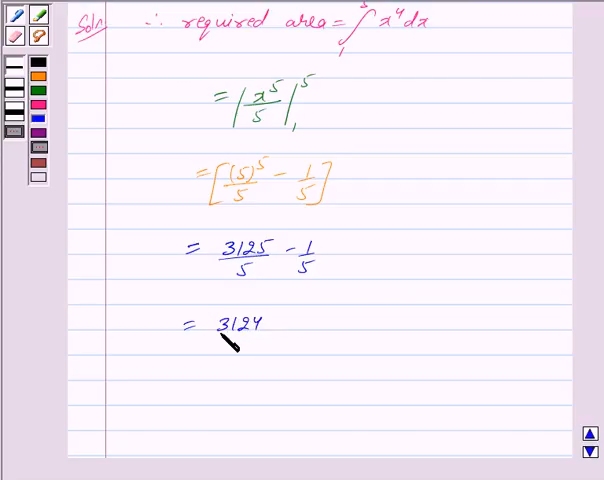 Soln ∴ required area = ∫₁⁵ x⁴ dx
= | x⁵/5 |₁⁵
= [ (5)⁵/5 - 1/5 ]
= 3125/5 - 1/5
= 3124